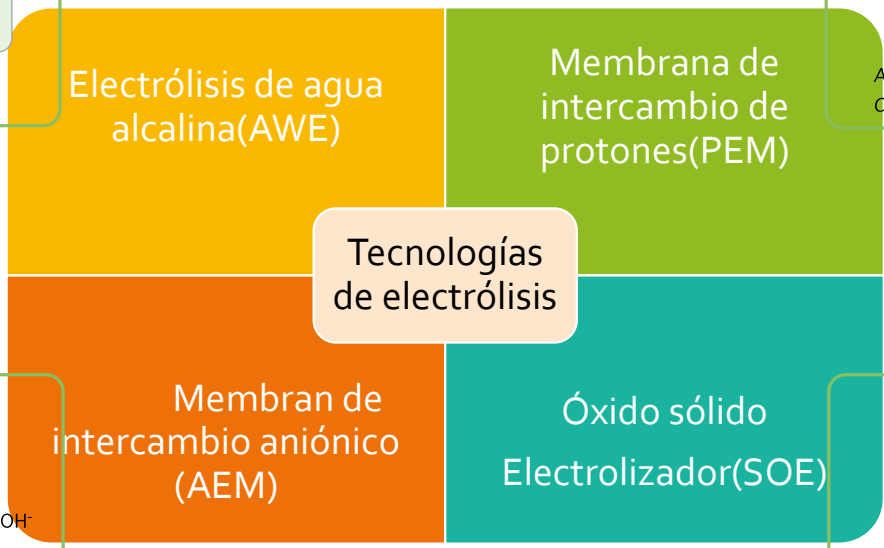 Electrólisis de agua
alcalina(AWE)
Membrana de
intercambio de
protones(PEM)
A
C
Tecnologías
de electrólisis
Membran de
intercambio aniónico
(AEM)
Óxido sólido
Electrolizador(SOE)
OH⁻